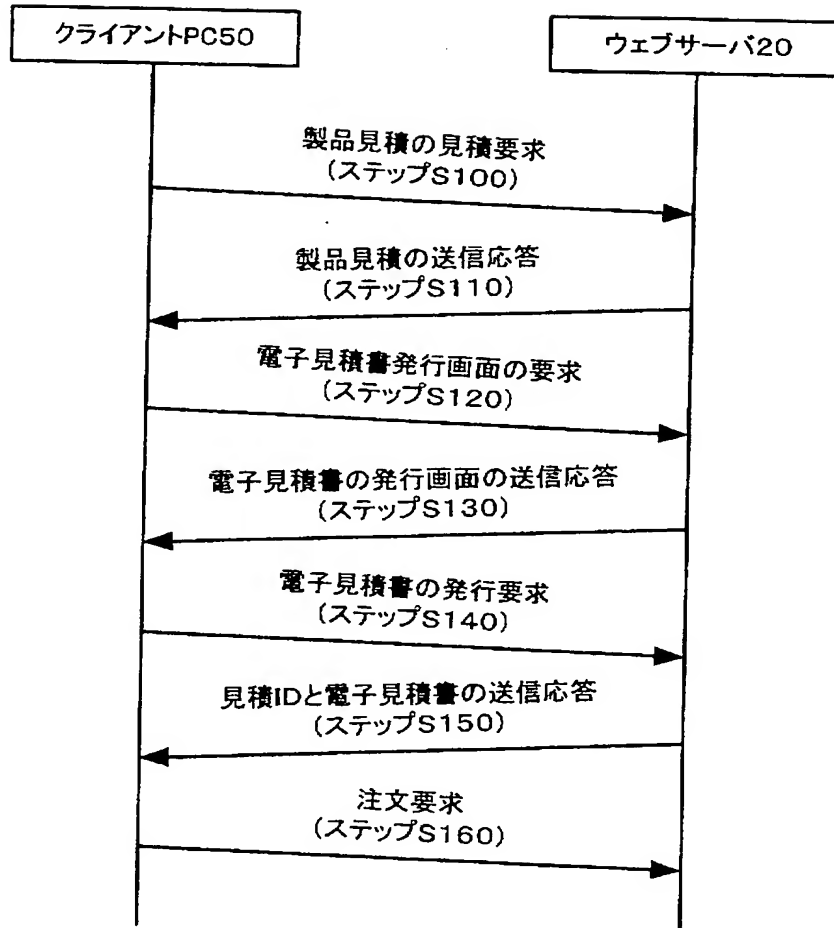 クライアントPC50
ウェブサーバ20
製品見積の見積要求
(ステップS100)
製品見積の送信応答
(ステップS110)
電子見積書発行画面の要求
(ステップS120)
電子見積書の発行画面の送信応答
(ステップS130)
電子見積書の発行要求
(ステップS140)
見積IDと電子見積書の送信応答
(ステップS150)
注文要求
(ステップS160)